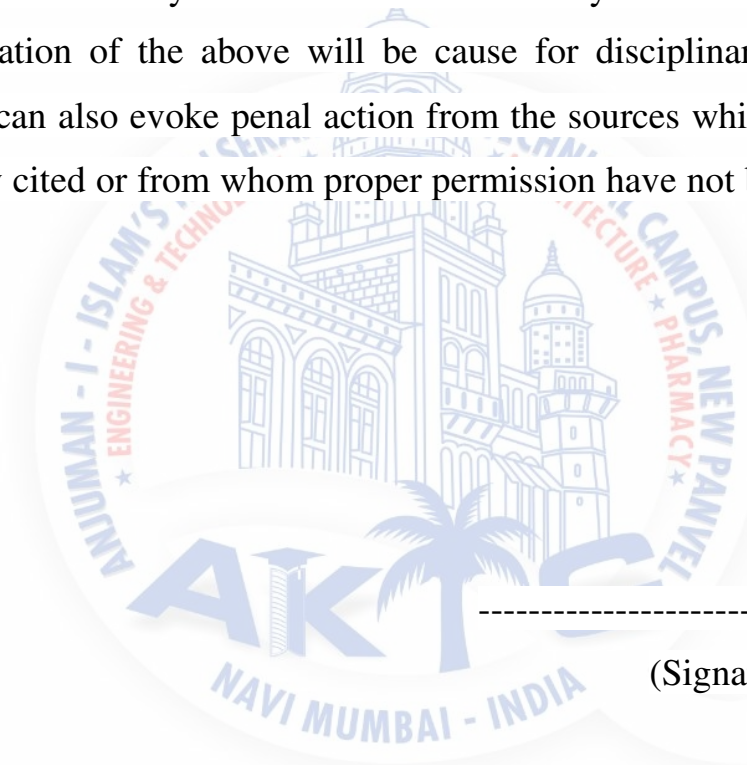 ation of the above will be cause for disciplinar
can also evoke penal action from the sources whi
cited or from whom proper permission have not
ANJUMAN - I - ISLAM'S
CAMPUS, NEW PANVEL
★ ENGINEERING & TECHNO
ECTURE ★ PHARMACY ★
AKTC
NAVI MUMBAI - INDIA
-----------------------
(Signa